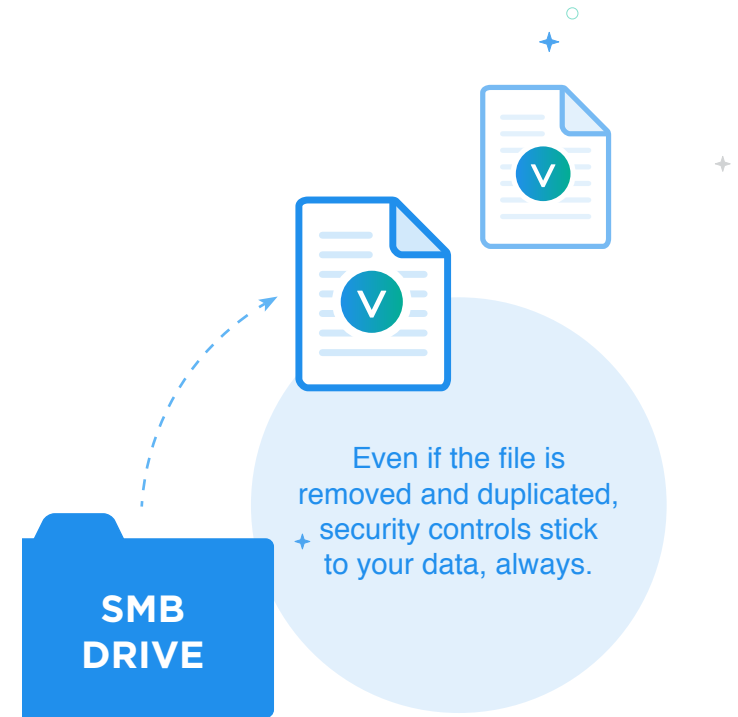 V
V
Even if the file is
removed and duplicated,
security controls stick
to your data, always.
SMB
DRIVE